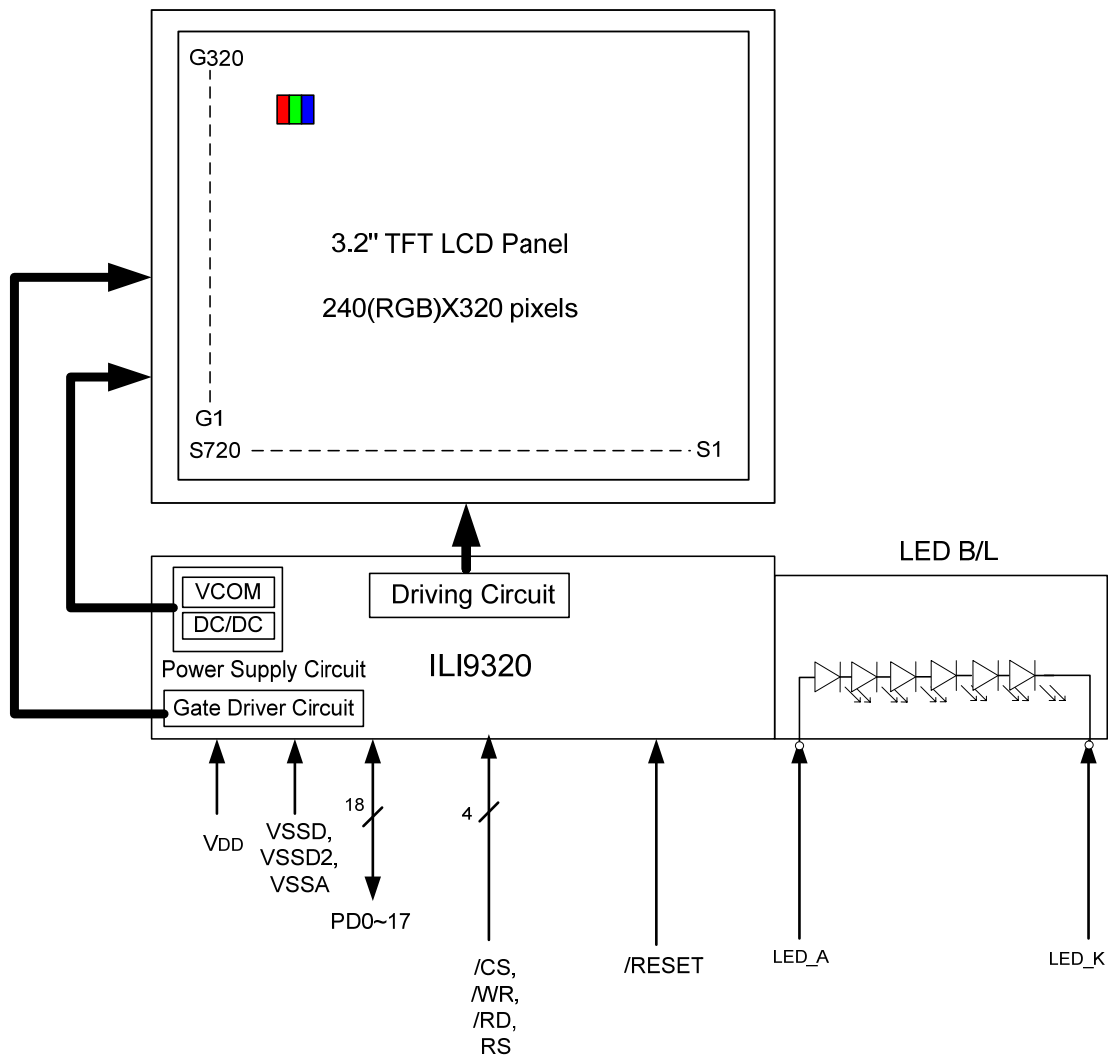 G320
3.2" TFT LCD Panel
240(RGB)X320 pixels
G1
S720
S1
LED B/L
VCOM
DC/DC
Driving Circuit
Power Supply Circuit
ILI9320
Gate Driver Circuit
18
4
VDD
VSSD,
VSSD2,
VSSA
PD0~17
/CS,
/WR,
/RD,
RS
/RESET
LED_A
LED_K